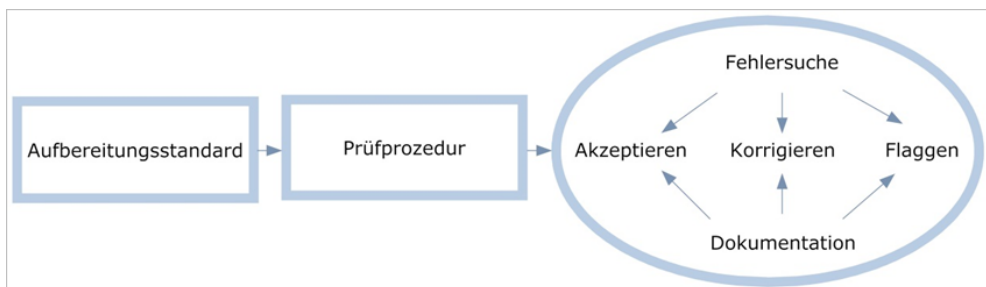 Fehlersuche
Aufbereitungsstandard
Prüfprozedur
Akzeptieren
Korrigieren
Flaggen
Dokumentation